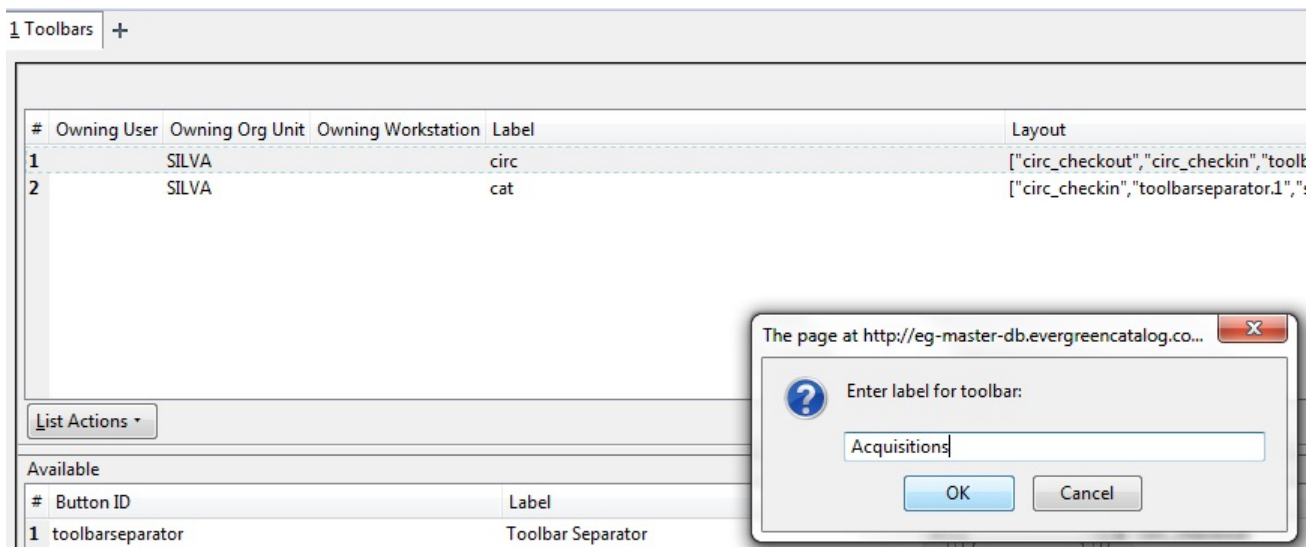 1 Toolbars +
# Owning User Owning Org Unit Owning Workstation Label Layout
1 SILVA circ ["circ_checkout","circ_checkin","toolb
2 SILVA cat ["circ_checkin","toolbarseparator.1","s
The page at http://eg-master-db.evergreencatalog.co...
Enter label for toolbar:
Acquisitions
OK Cancel
List Actions
Available
# Button ID Label
1 toolbarseparator Toolbar Separator